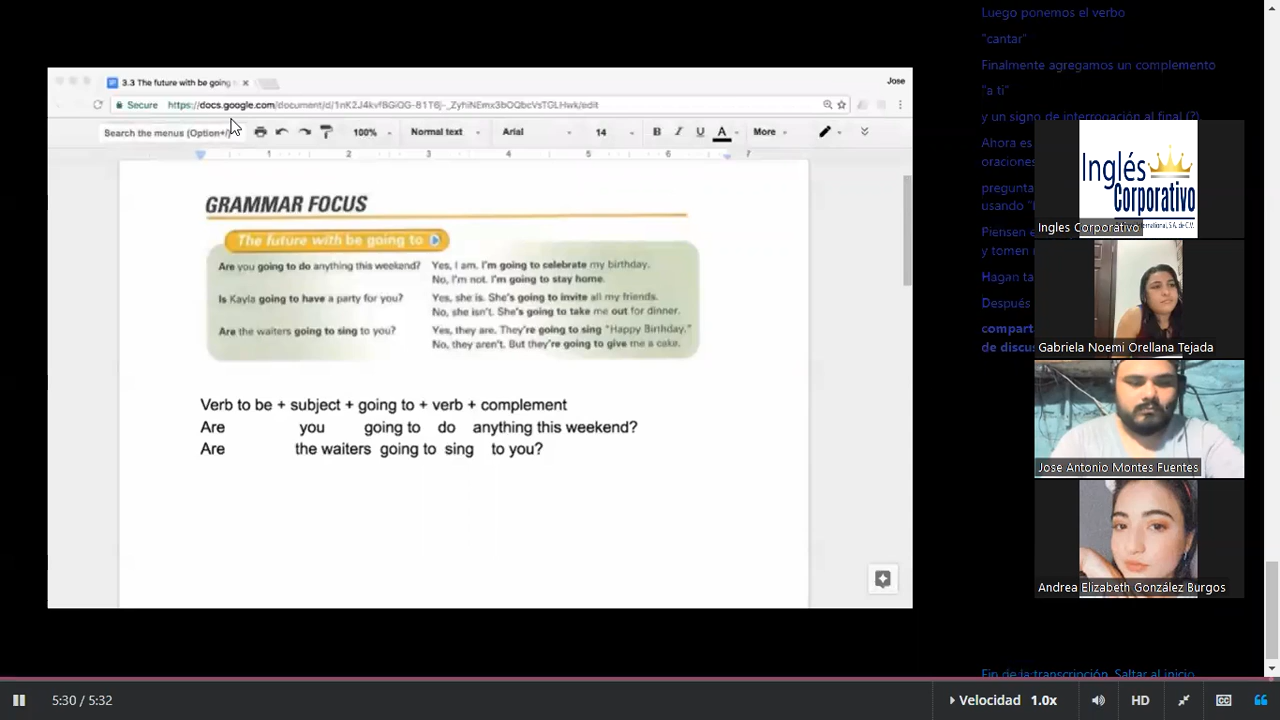 Luego ponemos el verbo
"cantar"
Finalmente agregamos un complemento
"a ti"
y un signo de interrogación al final (?)
Ahora es
oraciones
pregunta
usando
Piensen e
y tomen
Hagan ta
Después
compart
de discus
3.3 The future with be going
Jose
Secure
https://docs.google.com/document/d/
Search the menus (Option+/)
100%
Normal text
Arial
14
B
I
U
A
More
1 2 3 4 5 6 7
GRAMMAR FOCUS
The future with be going to
Are you going to do anything this weekend?
Yes, I am. I'm going to celebrate my birthday.
No, I'm not. I'm going to stay home.
Is Kayla going to have a party for you?
Yes, she is. She's going to invite all my friends.
No, she isn't. She's going to take me out for dinner.
Are the waiters going to sing to you?
Yes, they are. They're going to sing "Happy Birthday."
No, they aren't. But they're going to give me a cake.
Verb to be + subject + going to + verb + complement
Are you going to do anything this weekend?
Are the waiters going to sing to you?
Inglés
Corporativo
Ingles Corporativo
Gabriela Noemi Orellana Tejada
Jose Antonio Montes Fuentes
Andrea Elizabeth González Burgos
Fin de la transcripción. Saltar al inicio.
5:30 / 5:32
Velocidad 1.0x
HD
CC